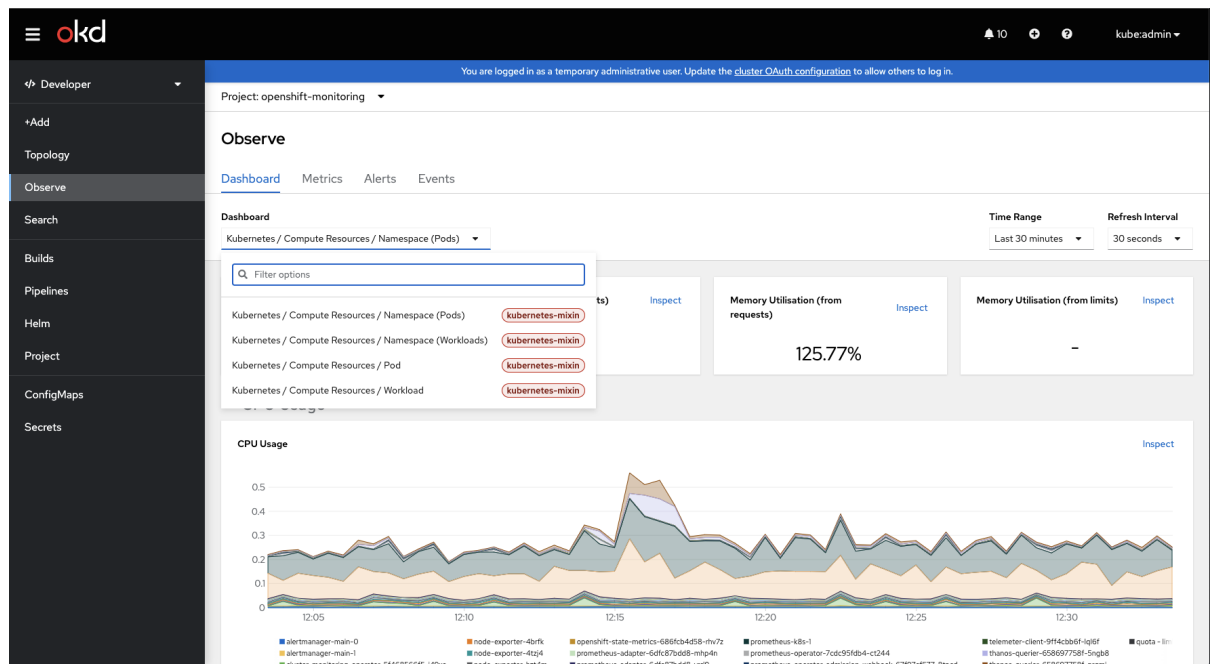 okd
10
kube:admin
Developer
You are logged in as a temporary administrative user. Update the cluster OAuth configuration to allow others to log in.
Project: openshift-monitoring
+Add
Topology
Observe
Search
Builds
Pipelines
Helm
Project
ConfigMaps
Secrets
Observe
Dashboard Metrics Alerts Events
Dashboard
Kubernetes / Compute Resources / Namespace (Pods)
Time Range
Last 30 minutes
Refresh Interval
30 seconds
Filter options
Kubernetes / Compute Resources / Namespace (Pods) kubernetes-mixin
Kubernetes / Compute Resources / Namespace (Workloads) kubernetes-mixin
Kubernetes / Compute Resources / Pod kubernetes-mixin
Kubernetes / Compute Resources / Workload kubernetes-mixin
ts) Inspect
Memory Utilisation (from
requests)
Inspect
125.77%
Memory Utilisation (from limits) Inspect
-
CPU Usage Inspect
0.5
0.4
0.3
0.2
0.1
0
12:05 12:10 12:15 12:20 12:25 12:30
alertmanager-main-0 node-exporter-4brfk openshift-state-metrics-686fcb4d58-rhv7z prometheus-k8s-1 telemeter-client-9ff4cbb6f-lql6f quota -
alertmanager-main-1 node-exporter-4tzj4 prometheus-adapter-6dfc87bdd8-mhp4n prometheus-operator-7cdc95fdb4-ct244 thanos-querier-658697758f-5ngb8